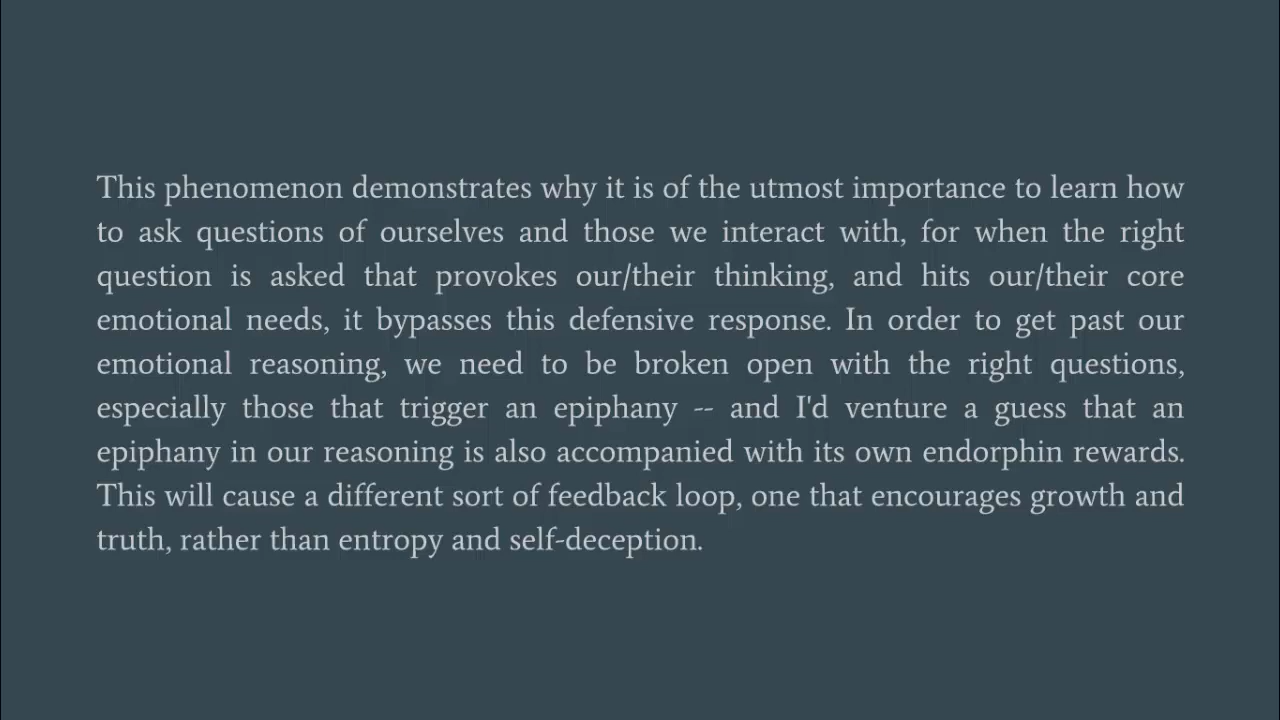 This phenomenon demonstrates why it is of the utmost importance to learn how
to ask questions of ourselves and those we interact with, for when the right
question is asked that provokes our/their thinking, and hits our/their core
emotional needs, it bypasses this defensive response. In order to get past our
emotional reasoning, we need to be broken open with the right questions,
especially those that trigger an epiphany -- and I'd venture a guess that an
epiphany in our reasoning is also accompanied with its own endorphin rewards.
This will cause a different sort of feedback loop, one that encourages growth and
truth, rather than entropy and self-deception.